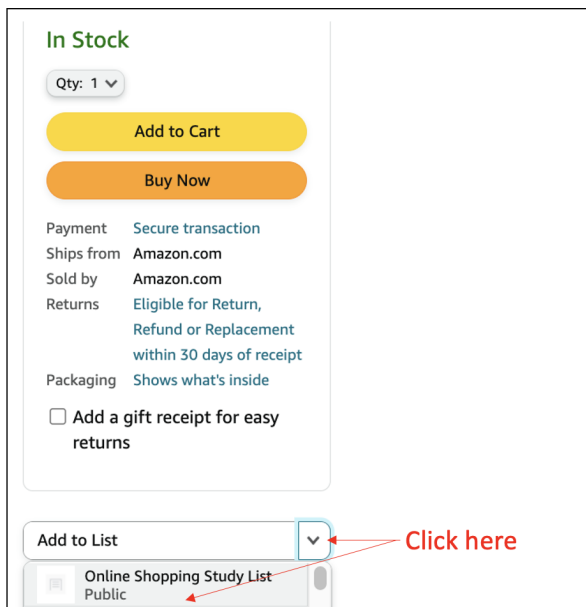 In Stock
Qty: 1
Add to Cart
Buy Now
Payment Secure transaction
Ships from Amazon.com
Sold by Amazon.com
Returns Eligible for Return,
Refund or Replacement
within 30 days of receipt
Packaging Shows what's inside
Add a gift receipt for easy
returns
Add to List
Click here
Online Shopping Study List
Public